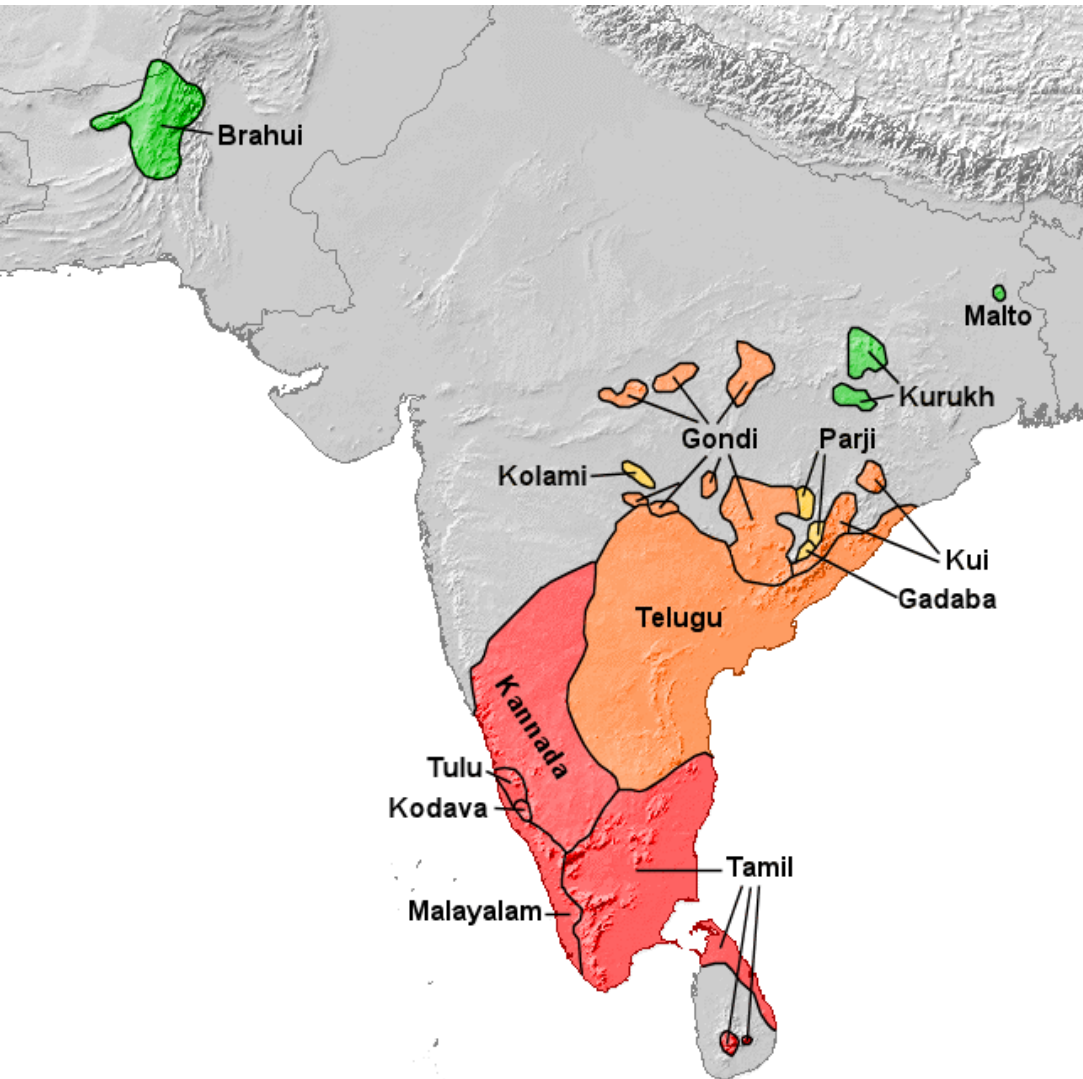 Brahui
Malto
Kurukh
Gondi
Parji
Kolami
Kui
Gadaba
Telugu
Kannada
Tulu
Kodava
Tamil
Malayalam